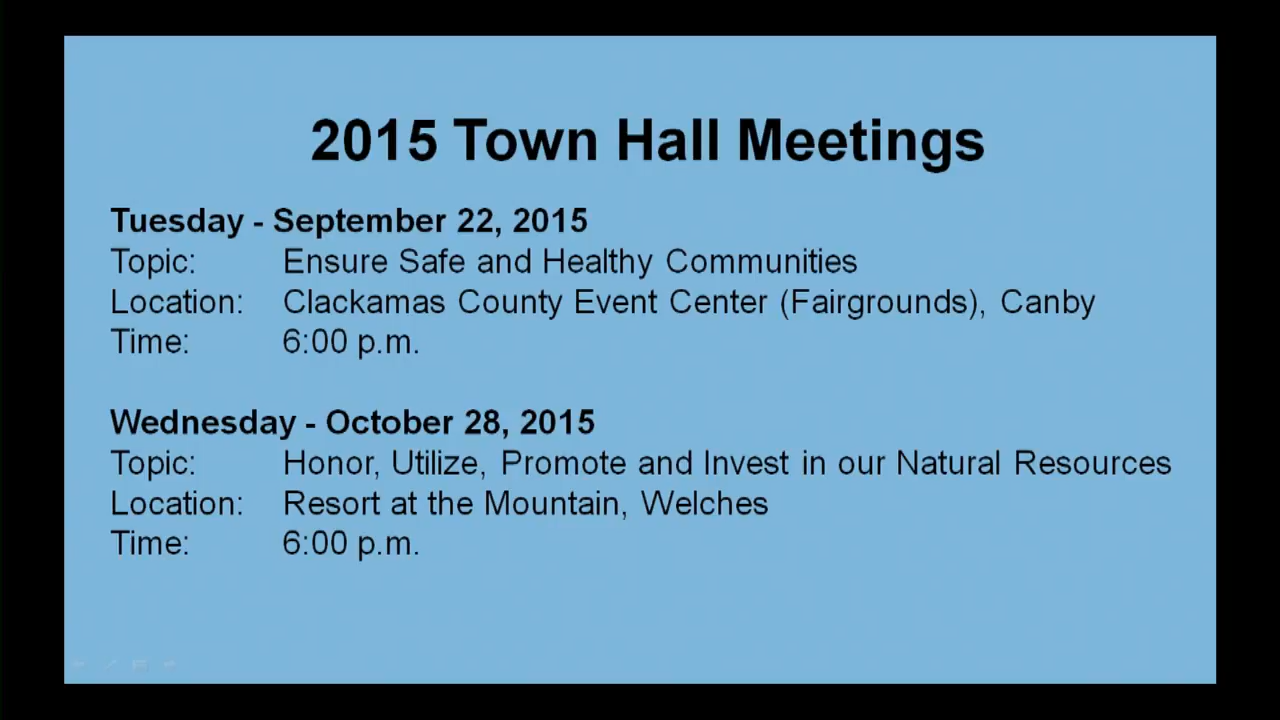 2015 Town Hall Meetings
Tuesday - September 22, 2015
Topic: Ensure Safe and Healthy Communities
Location: Clackamas County Event Center (Fairgrounds), Canby
Time: 6:00 p.m.
Wednesday - October 28, 2015
Topic: Honor, Utilize, Promote and Invest in our Natural Resources
Location: Resort at the Mountain, Welches
Time: 6:00 p.m.